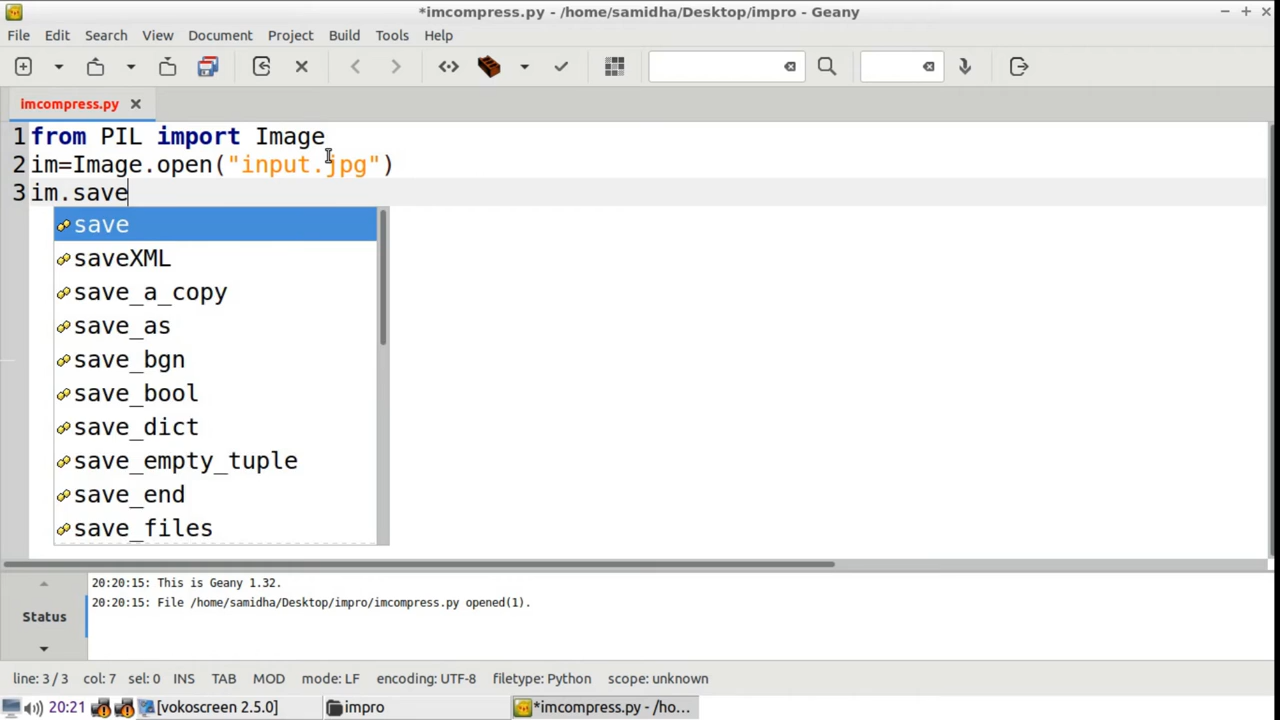 *imcompress.py - /home/samidha/Desktop/impro - Geany
File Edit Search View Document Project Build Tools Help
imcompress.py
1 from PIL import Image
2 im=Image.open("input.jpg")
3 im.save
save
saveXML
save_a_copy
save_as
save_bgn
save_bool
save_dict
save_empty_tuple
save_end
save_files
20:20:15: This is Geany 1.32.
20:20:15: File /home/samidha/Desktop/impro/imcompress.py opened(1).
Status
line: 3 / 3 col: 7 sel: 0 INS TAB MOD mode: LF encoding: UTF-8 filetype: Python scope: unknown
20:21 [vokoscreen 2.5.0] impro *imcompress.py - /ho...